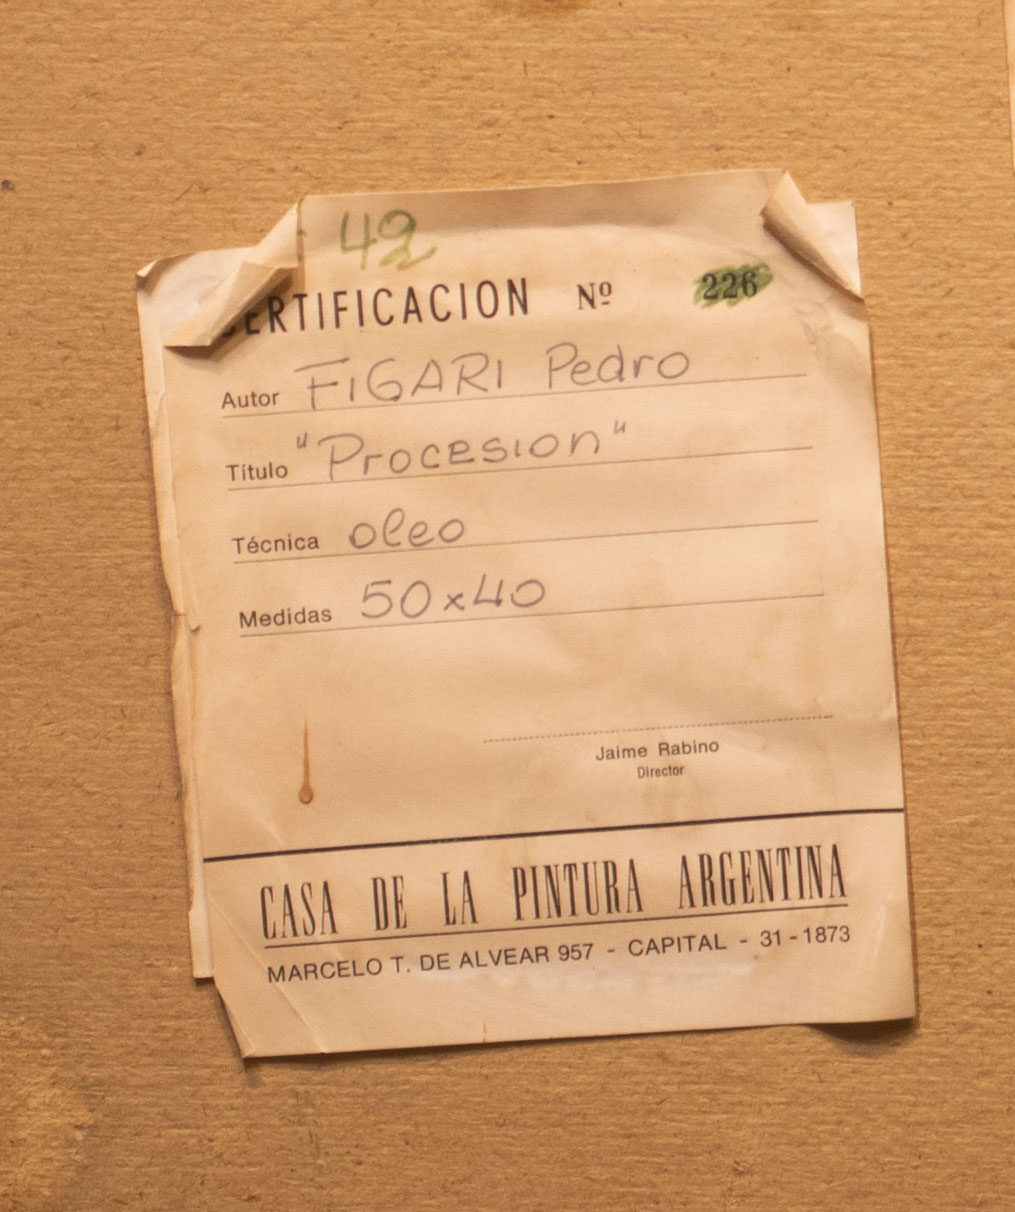 42
CERTIFICACION Nº 226
Autor FIGARI Pedro
Título "Procesion"
Técnica oleo
Medidas 50x40
Jaime Rabino
Director
CASA DE LA PINTURA ARGENTINA
MARCELO T. DE ALVEAR 957 - CAPITAL - 31-1873